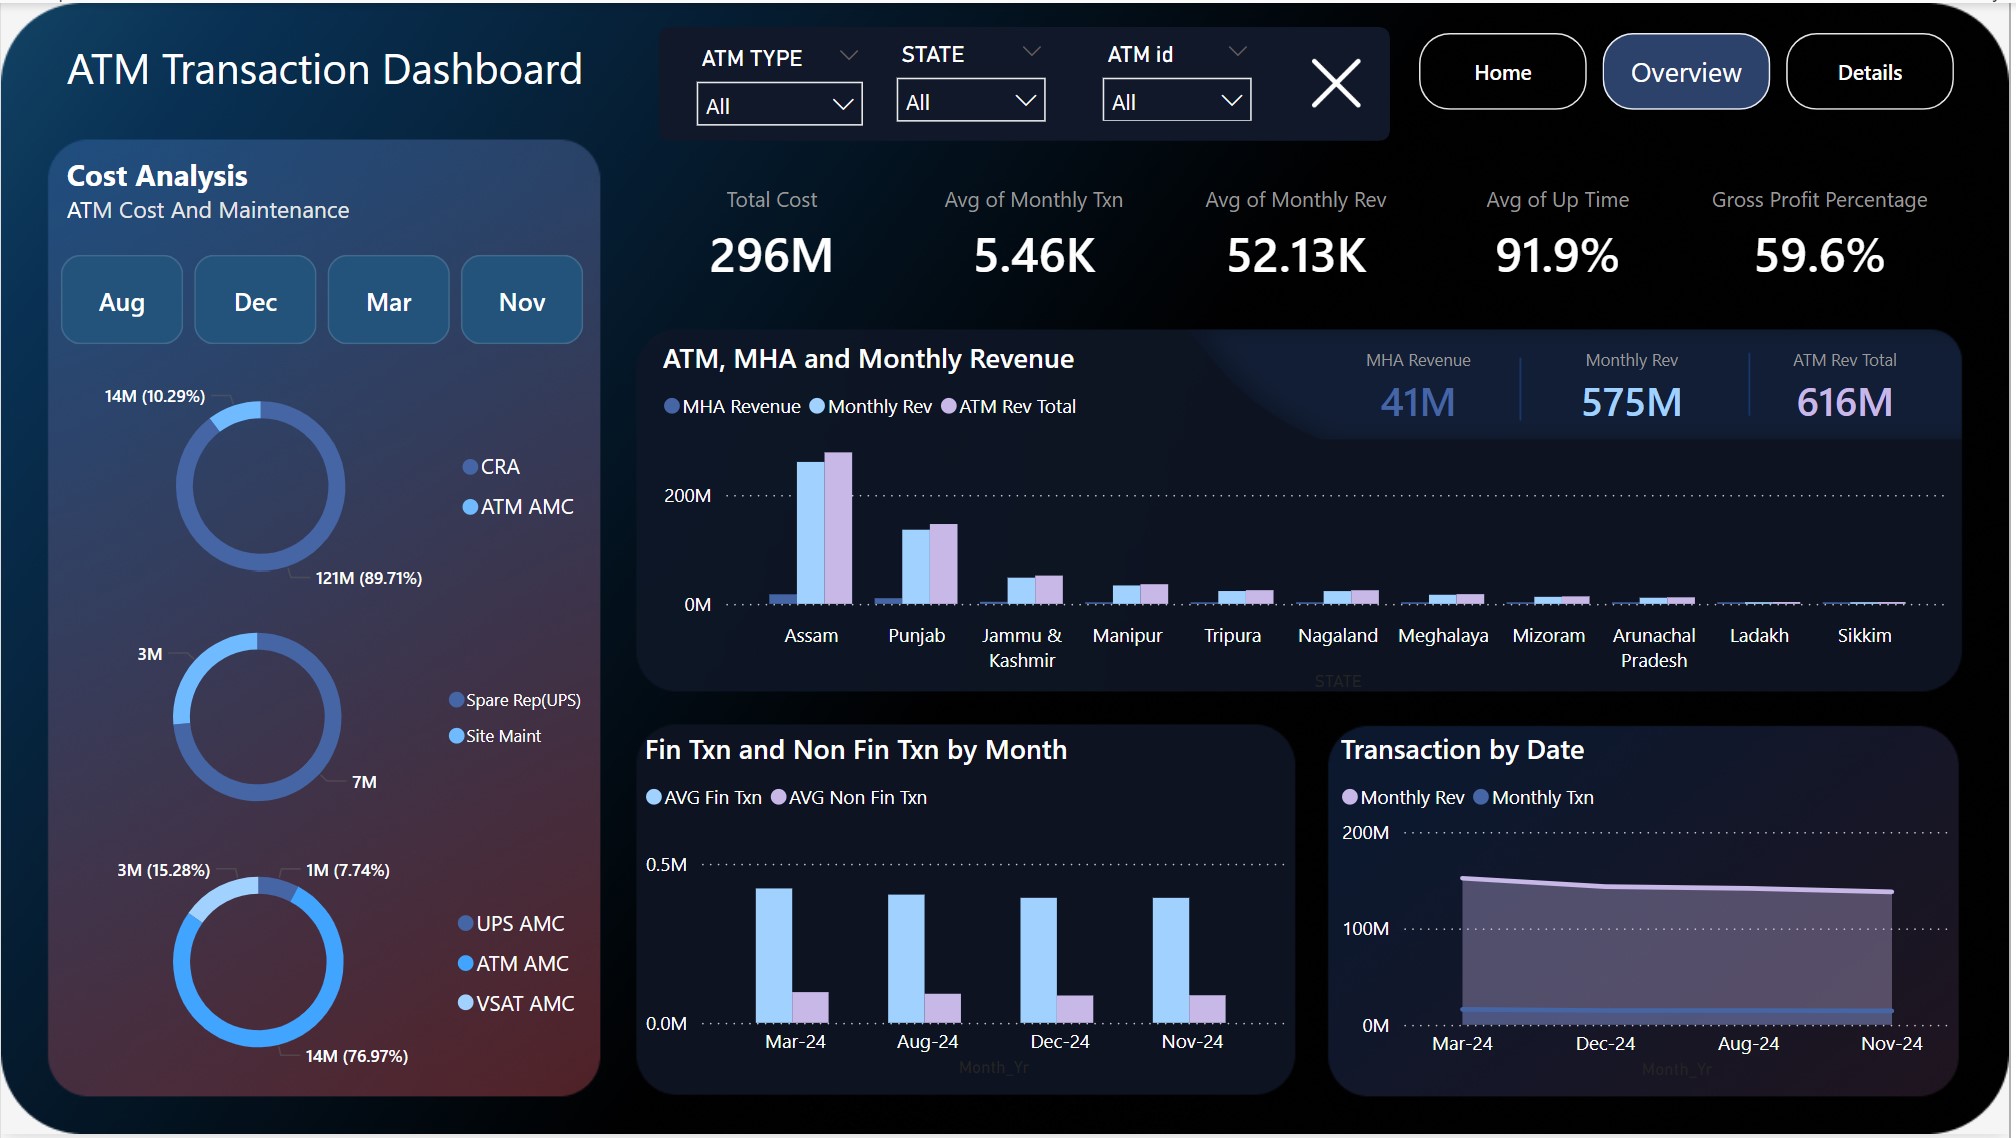 ATM Transaction Dashboard
ATM TYPE
All
STATE
All
ATM id
All
Home
Overview
Details
Cost Analysis
ATM Cost And Maintenance
Aug
Dec
Mar
Nov
14M (10.29%)
121M (89.71%)
CRA
ATM AMC
3M
7M
Spare Rep(UPS)
Site Maint
3M (15.28%)
1M (7.74%)
14M (76.97%)
UPS AMC
ATM AMC
VSAT AMC
Total Cost
296M
Avg of Monthly Txn
5.46K
Avg of Monthly Rev
52.13K
Avg of Up Time
91.9%
Gross Profit Percentage
59.6%
ATM, MHA and Monthly Revenue
MHA Revenue Monthly Rev ATM Rev Total
MHA Revenue
41M
Monthly Rev
575M
ATM Rev Total
616M
200M
0M
Assam
Punjab
Jammu &
Kashmir
Manipur
Tripura
Nagaland
Meghalaya
Mizoram
Arunachal
Pradesh
Ladakh
Sikkim
STATE
Fin Txn and Non Fin Txn by Month
AVG Fin Txn AVG Non Fin Txn
0.5M
0.0M
Mar-24
Aug-24
Dec-24
Nov-24
Month_Yr
Transaction by Date
Monthly Rev Monthly Txn
200M
100M
0M
Mar-24
Dec-24
Aug-24
Nov-24
Month_Yr